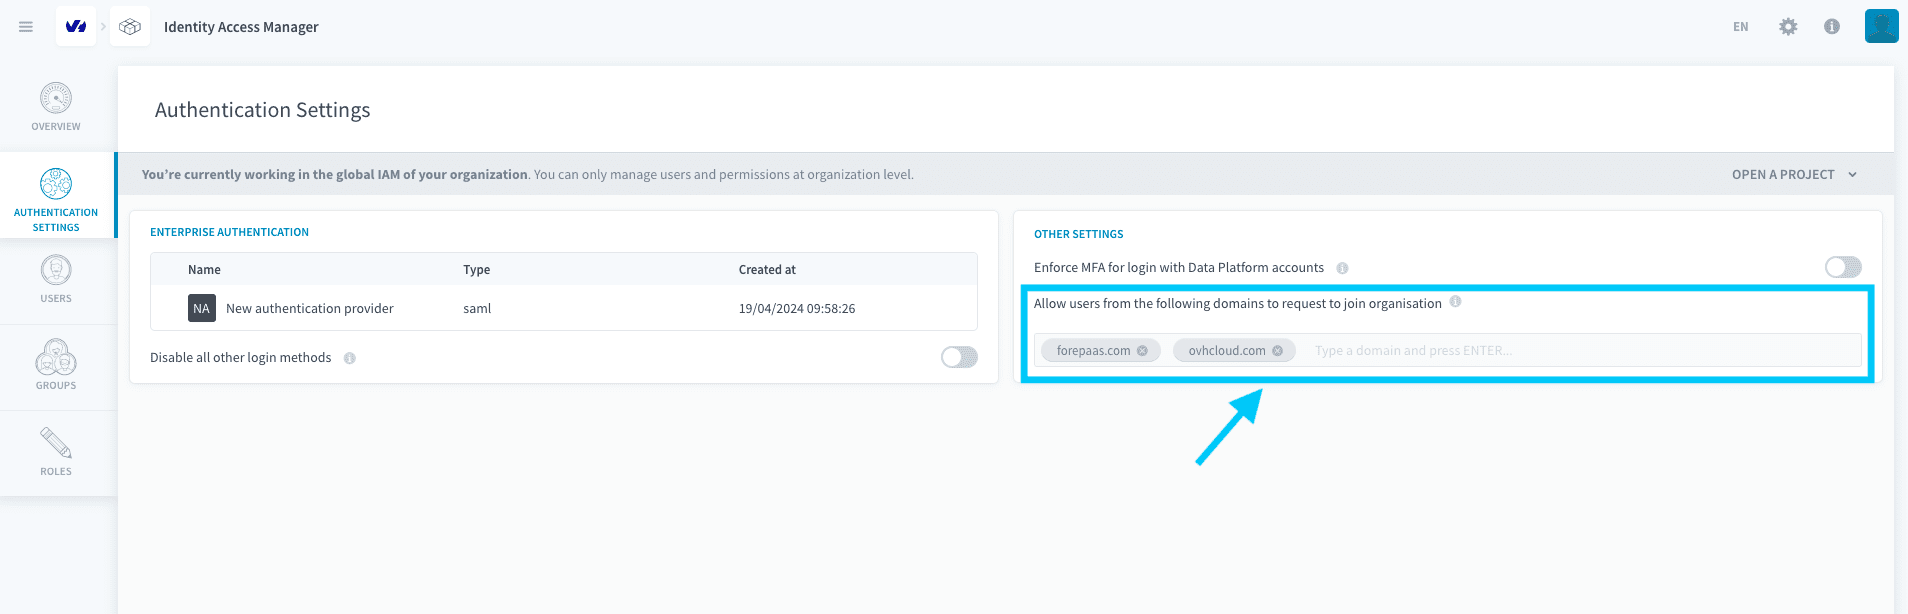 Identity Access Manager
EN
OVERVIEW
AUTHENTICATION
SETTINGS
USERS
GROUPS
ROLES
Authentication Settings
You're currently working in the global IAM of your organization. You can only manage users and permissions at organization level.
OPEN A PROJECT
ENTERPRISE AUTHENTICATION
Name Type Created at
NA New authentication provider saml 19/04/2024 09:58:26
Disable all other login methods
OTHER SETTINGS
Enforce MFA for login with Data Platform accounts
Allow users from the following domains to request to join organisation
forepaas.com ovhcloud.com Type a domain and press ENTER...